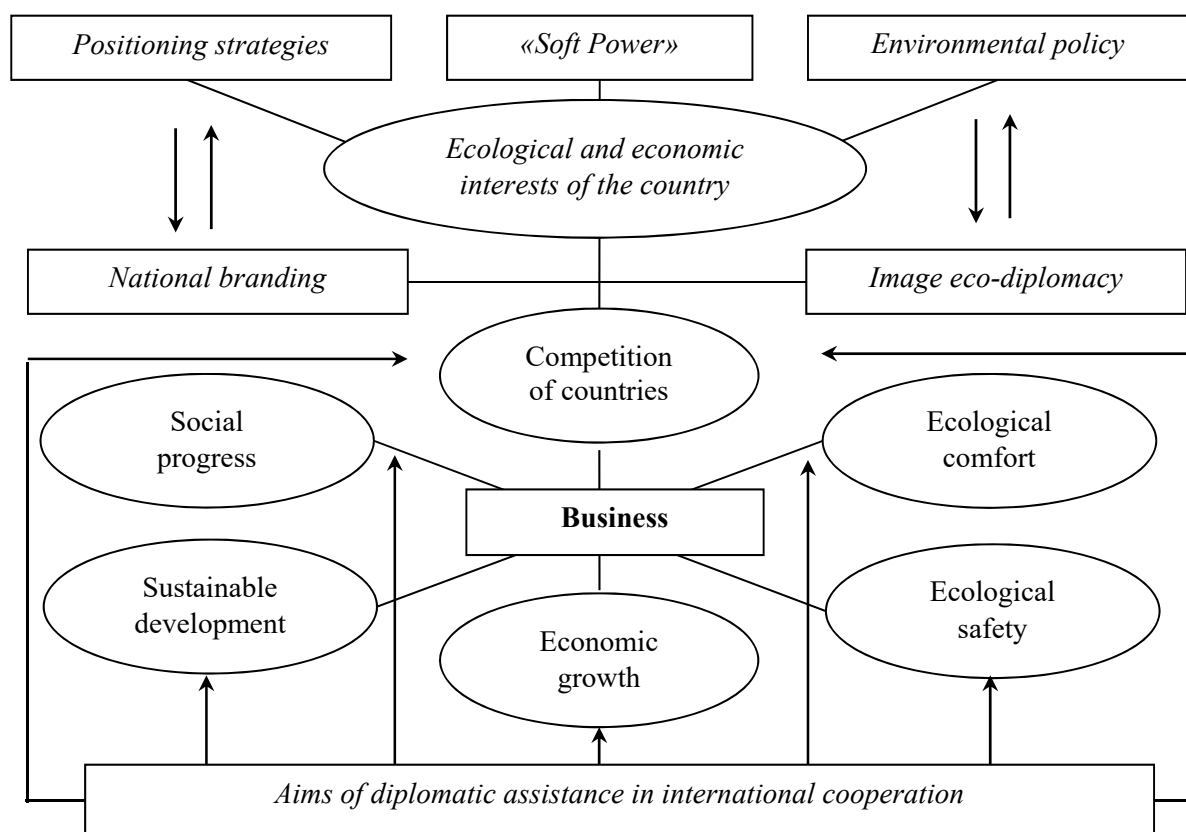 Positioning strategies
«Soft Power»
Environmental policy
Ecological and economic
interests of the country
National branding
Image eco-diplomacy
Competition
of countries
Social
progress
Ecological
comfort
Business
Sustainable
development
Economic
growth
Ecological
safety
Aims of diplomatic assistance in international cooperation